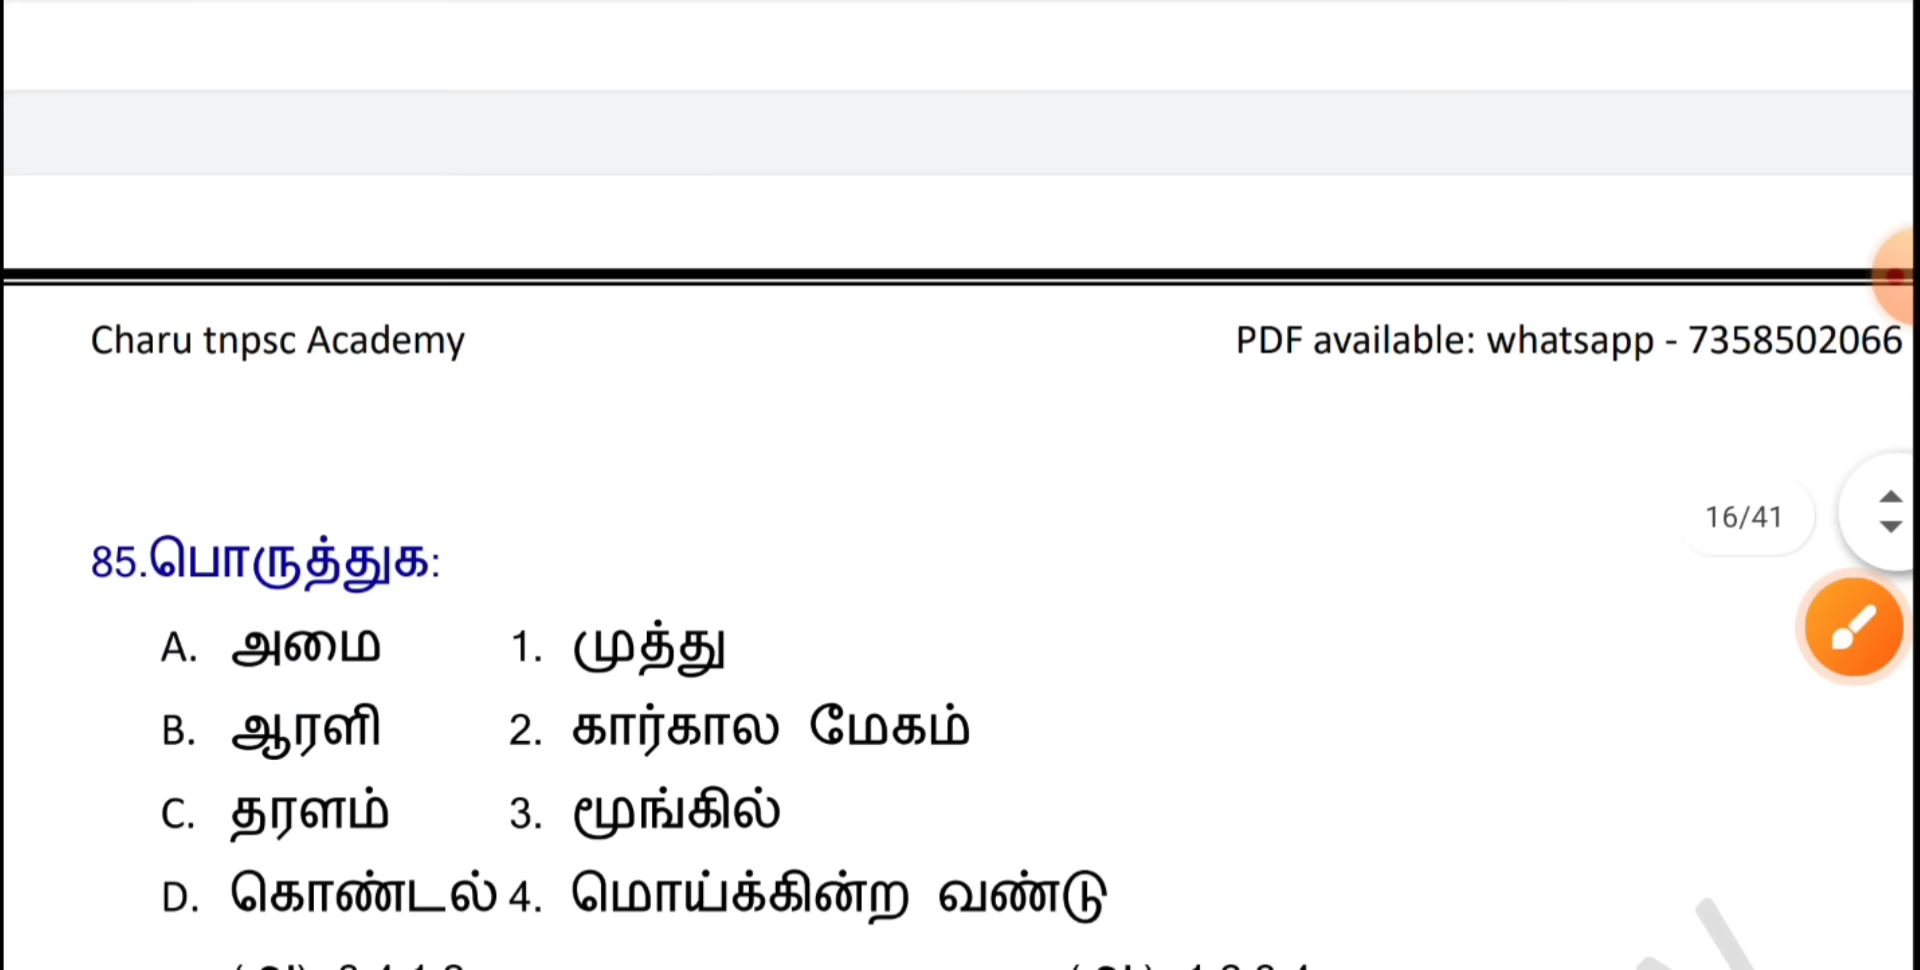 Charu tnpsc Academy PDF available: whatsapp - 7358502066
16/41
85.பொருத்துக:
A. அமை 1. முத்து
B. ஆரளி 2. கார்கால மேகம்
C. தரளம் 3. மூங்கில்
D. கொண்டல் 4. மொய்க்கின்ற வண்டு